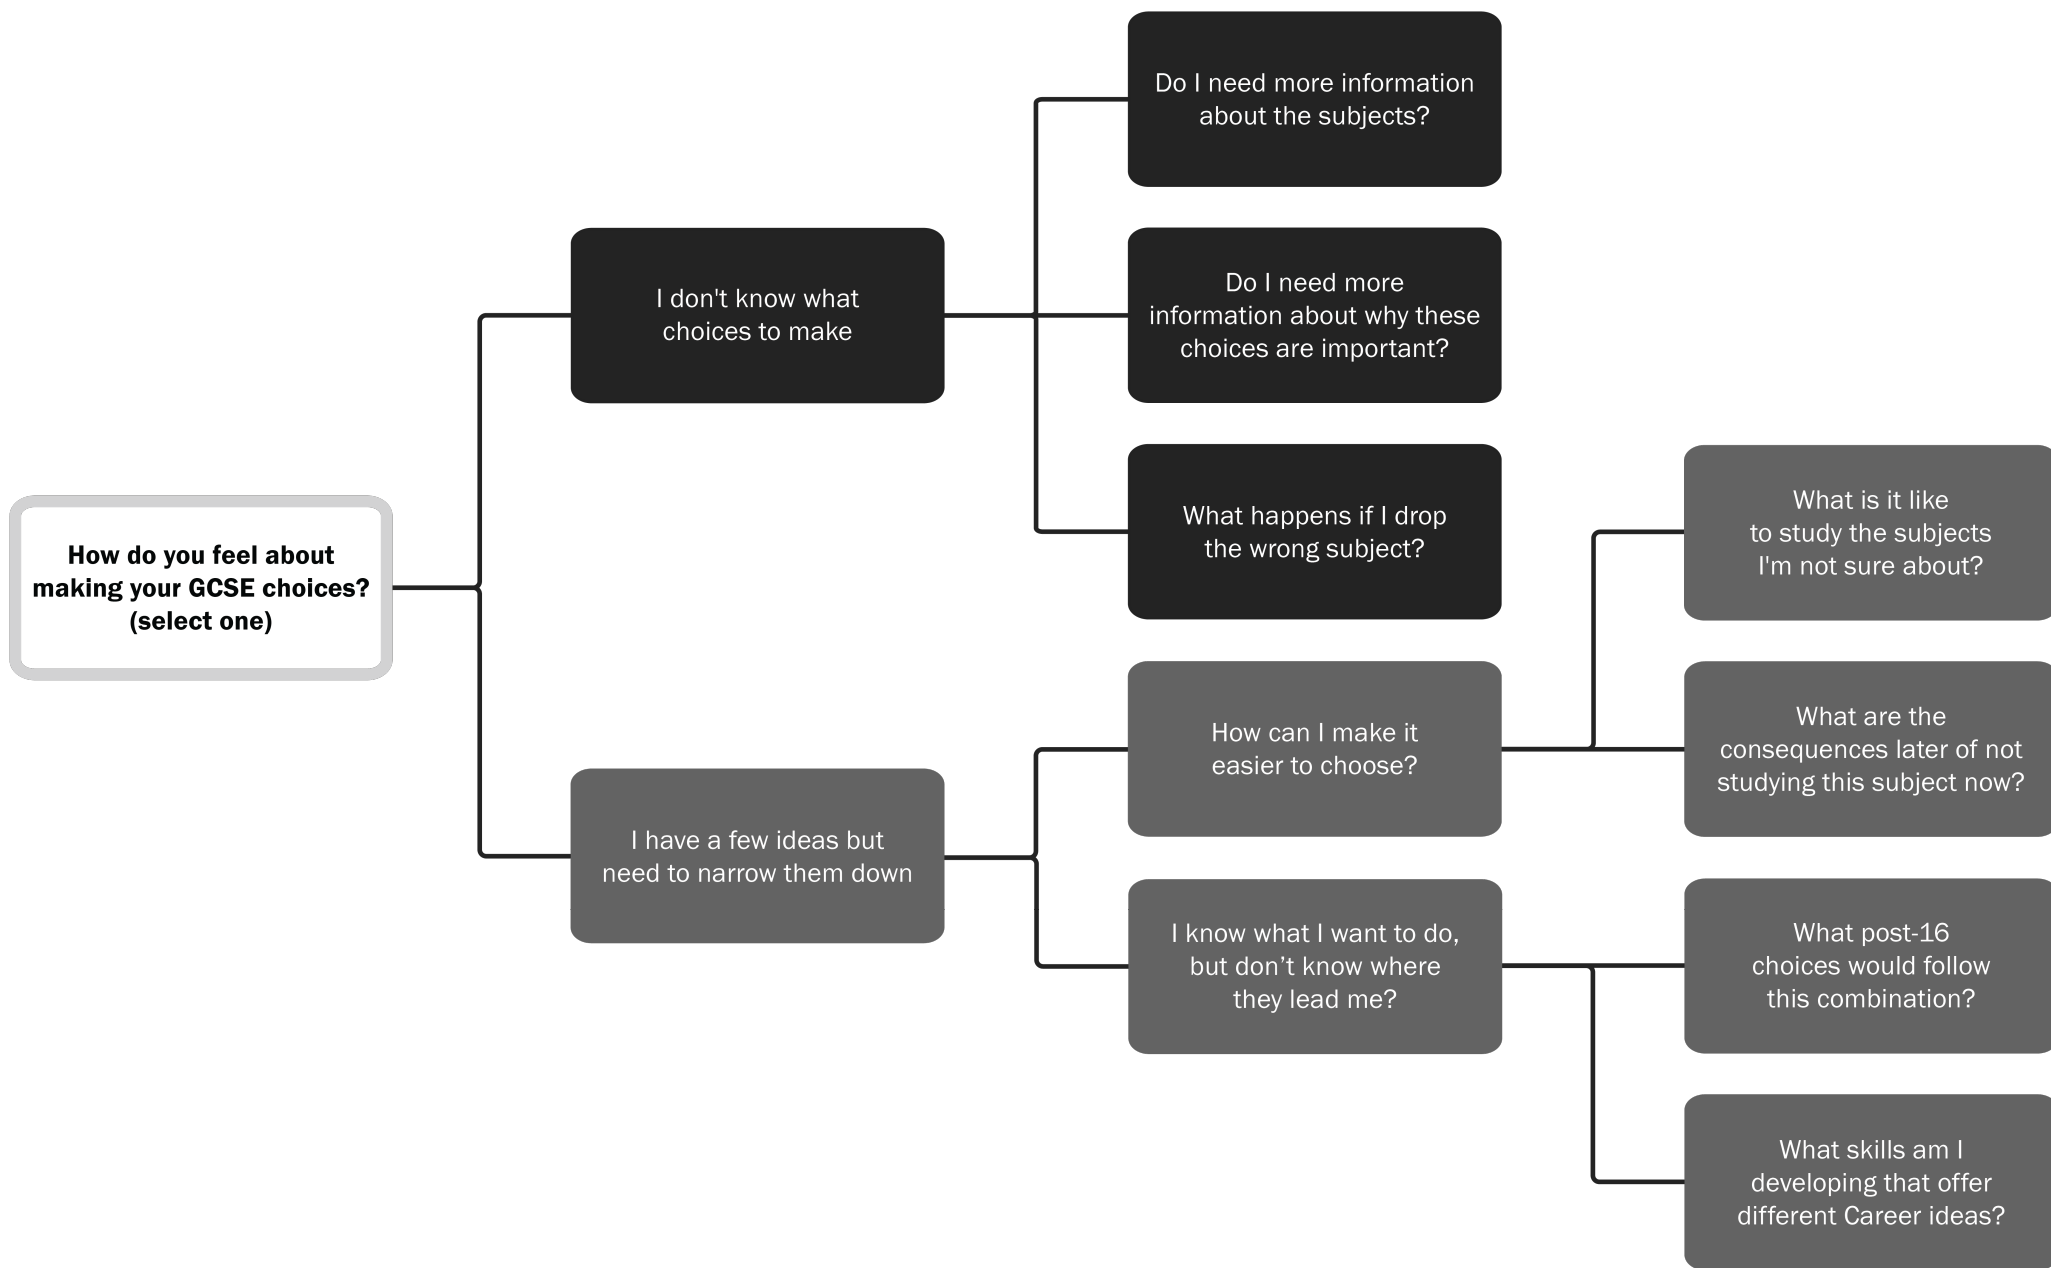 How do you feel about
making your GCSE choices?
(select one)
I don't know what
choices to make
Do I need more information
about the subjects?
Do I need more
information about why these
choices are important?
What happens if I drop
the wrong subject?
I have a few ideas but
need to narrow them down
How can I make it
easier to choose?
What is it like
to study the subjects
I'm not sure about?
What are the
consequences later of not
studying this subject now?
I know what I want to do,
but don’t know where
they lead me?
What post-16
choices would follow
this combination?
What skills am I
developing that offer
different Career ideas?